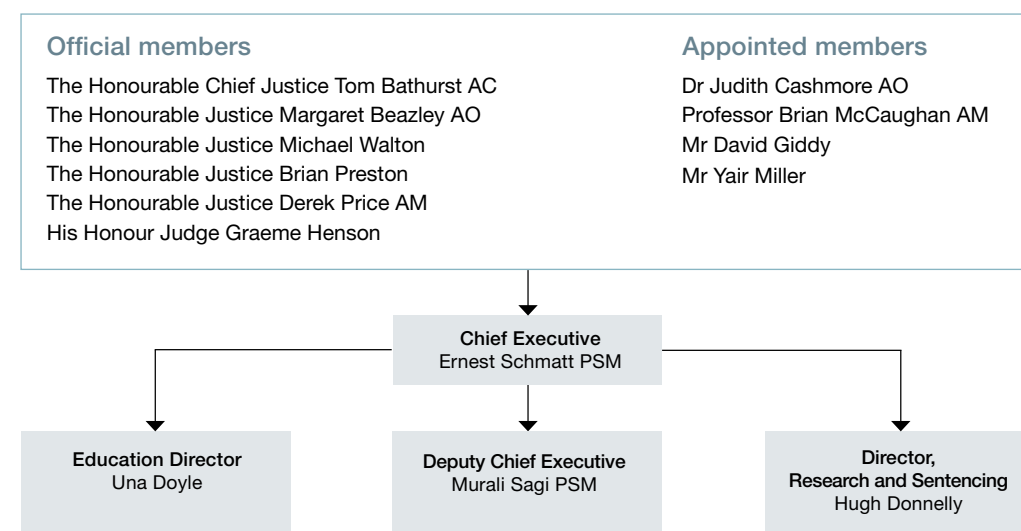 Official members
The Honourable Chief Justice Tom Bathurst AC
The Honourable Justice Margaret Beazley AO
The Honourable Justice Michael Walton
The Honourable Justice Brian Preston
The Honourable Justice Derek Price AM
His Honour Judge Graeme Henson
Appointed members
Dr Judith Cashmore AO
Professor Brian McCaughan AM
Mr David Giddy
Mr Yair Miller
Chief Executive
Ernest Schmatt PSM
Education Director
Una Doyle
Deputy Chief Executive
Murali Sagi PSM
Director,
Research and Sentencing
Hugh Donnelly